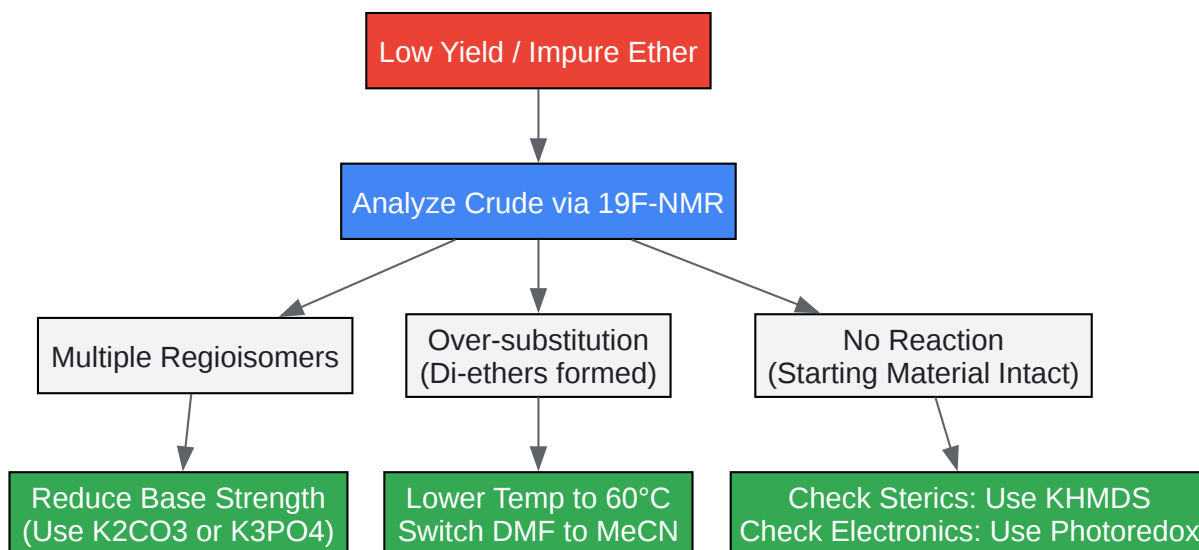 Low Yield / Impure Ether
Analyze Crude via 19F-NMR
Multiple Regioisomers
Over-substitution
(Di-ethers formed)
No Reaction
(Starting Material Intact)
Reduce Base Strength
(Use K2CO3 or K3PO4)
Lower Temp to 60°C
Switch DMF to MeCN
Check Sterics: Use KHMDS
Check Electronics: Use Photoredox